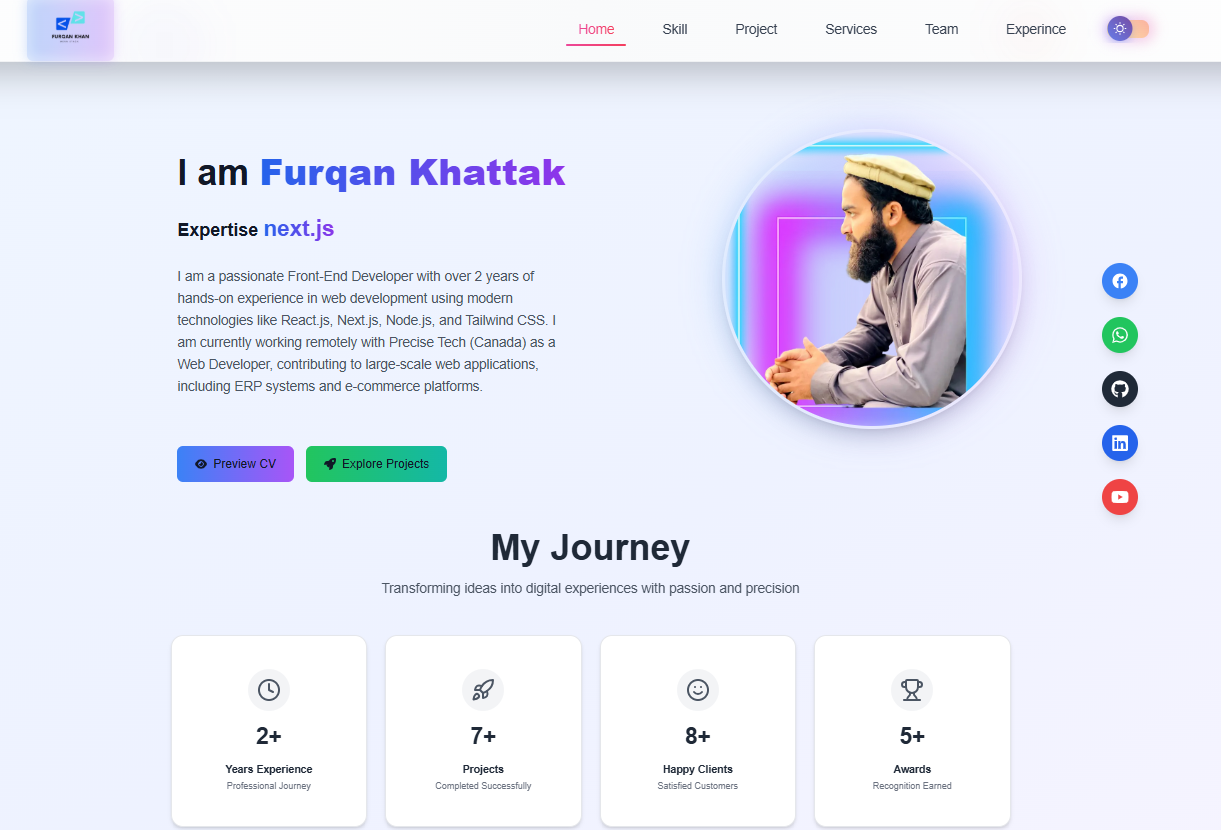 FURQAN KHAN
Home
Skill
Project
Services
Team
Experince
I am Furqan Khattak
Expertise next.js
I am a passionate Front-End Developer with over 2 years of
hands-on experience in web development using modern
technologies like React.js, Next.js, Node.js, and Tailwind CSS. I
am currently working remotely with Precise Tech (Canada) as a
Web Developer, contributing to large-scale web applications,
including ERP systems and e-commerce platforms.
Preview CV
Explore Projects
My Journey
Transforming ideas into digital experiences with passion and precision
2+
Years Experience
Professional Journey
7+
Projects
Completed Successfully
8+
Happy Clients
Satisfied Customers
5+
Awards
Recognition Earned